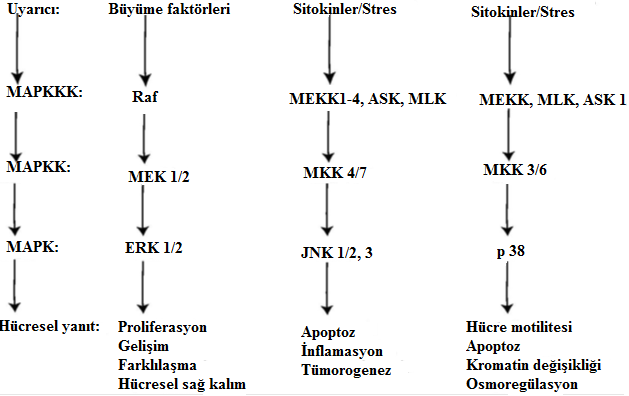 Uyarıcı: Büyüme faktörleri Sitokinler/Stres Sitokinler/Stres
MAPKKK: Raf MEKK1-4, ASK, MLK MEKK, MLK, ASK 1
MAPKK: MEK 1/2 MKK 4/7 MKK 3/6
MAPK: ERK 1/2 JNK 1/2, 3 p 38
Hücresel yanıt: Proliferasyon Apoptoz Hücre motilitesi
Gelişim İnflamasyon Apoptoz
Farklılaşma Tümorogenez Kromatin değişikliği
Hücresel sağ kalım Osmoregülasyon